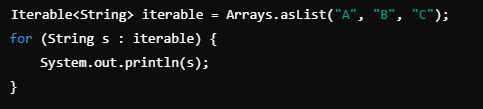 Iterable<String> iterable = Arrays.asList("A", "B", "C");
for (String s : iterable) {
    System.out.println(s);
}